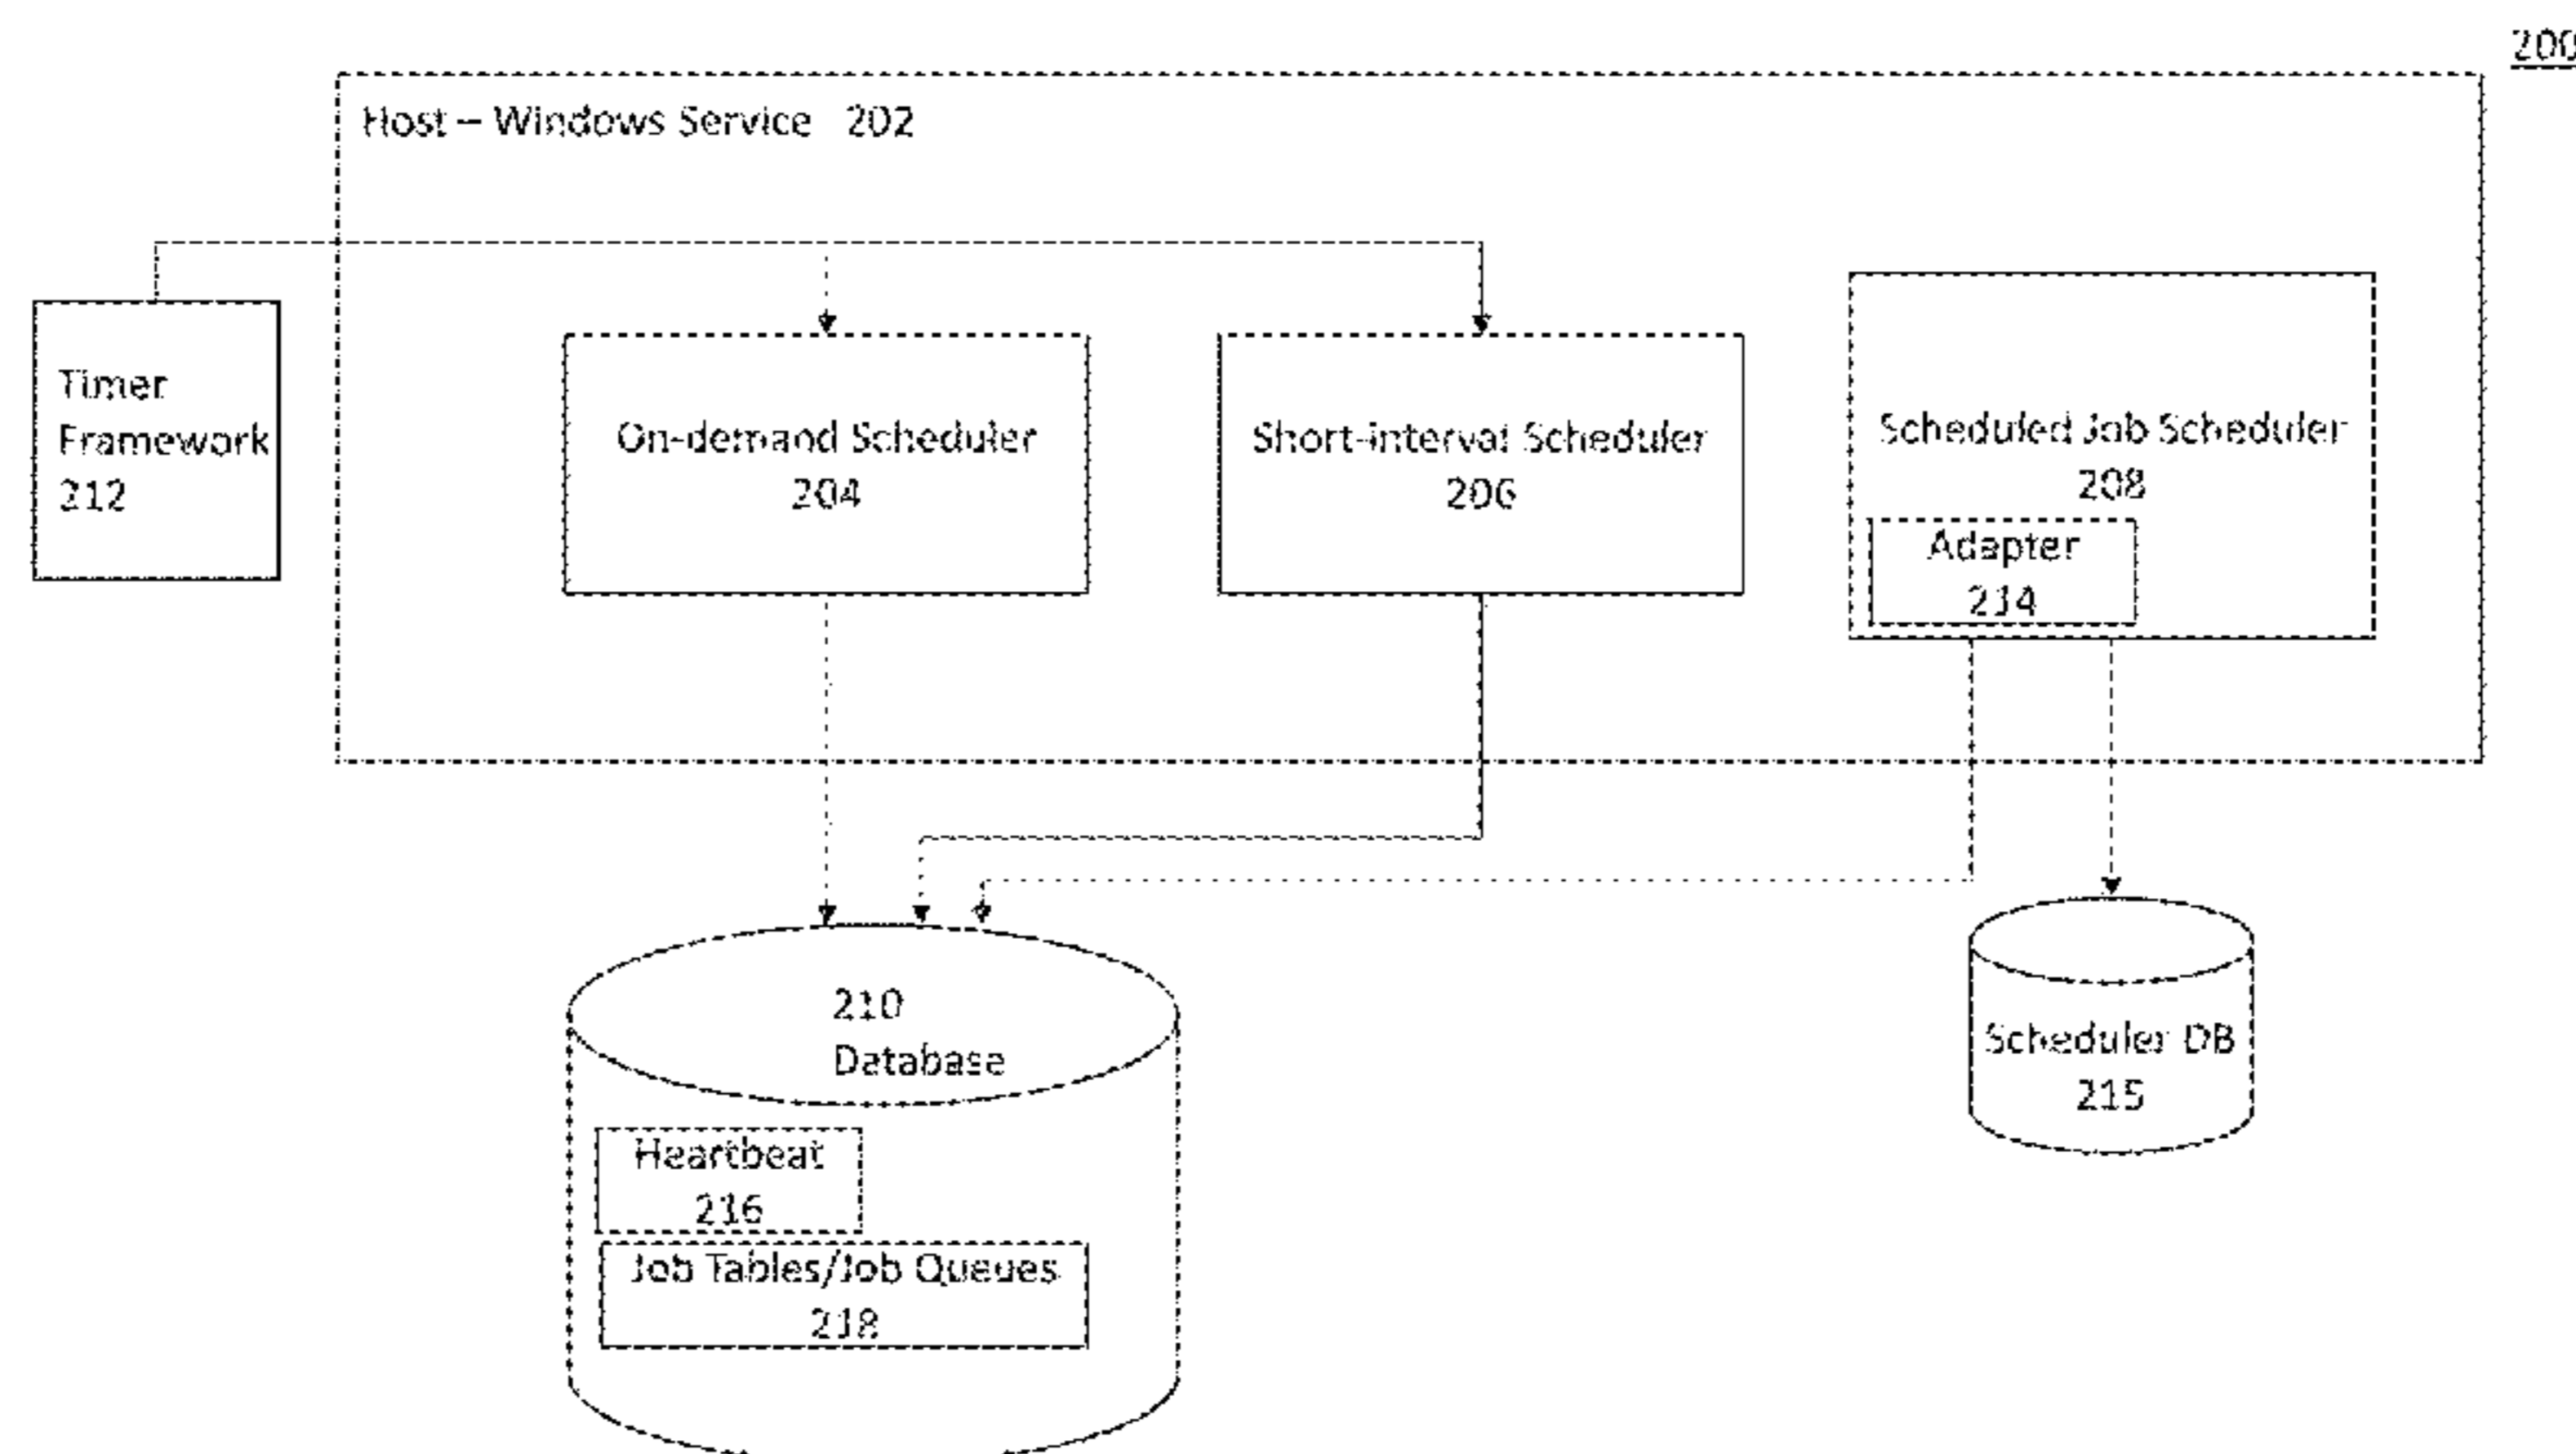 200
Host – Windows Service 202
Timer
Framework
212
On-demand Scheduler
204
Short-interval Scheduler
206
Scheduled Job Scheduler
208
Adapter
214
210
Database
Heartbeat
216
Job Tables/Job Queues
218
Scheduler DB
215